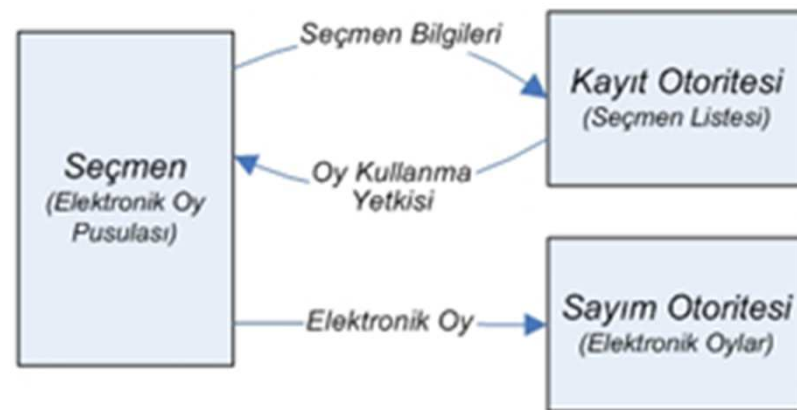 Seçmen
(Elektronik Oy
Pusulası)
Seçmen Bilgileri
Oy Kullanma
Yetkisi
Elektronik Oy
Kayıt Otoritesi
(Seçmen Listesi)
Sayım Otoritesi
(Elektronik Oylar)